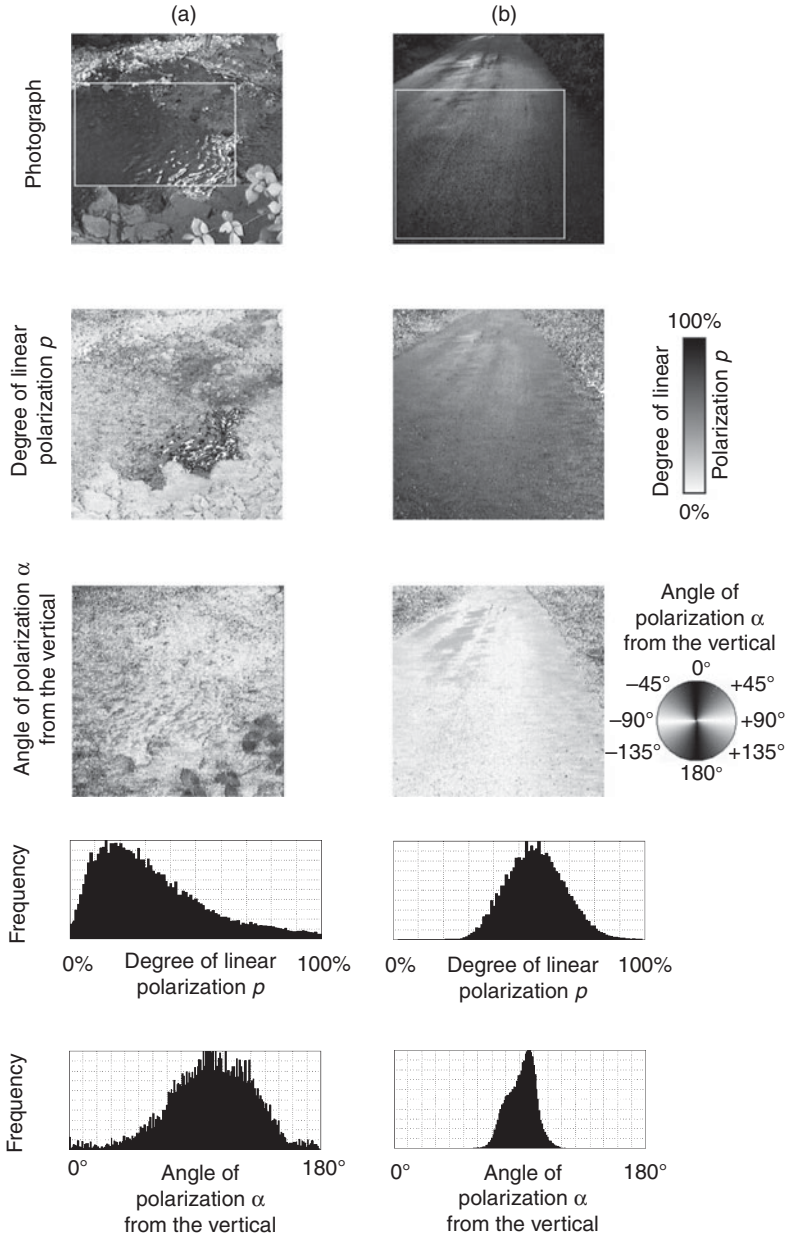 (a)
(b)
Photograph
Degree of linear
polarization p
100%
Degree of linear
Polarization p
0%
Angle of polarization α
from the vertical
Angle of
polarization α
from the vertical
0°
–45°
+45°
–90°
+90°
–135°
+135°
180°
Frequency
0%
Degree of linear
polarization p
100%
0%
Degree of linear
polarization p
100%
Frequency
0°
Angle of
polarization α
from the vertical
180°
0°
Angle of
polarization α
from the vertical
180°